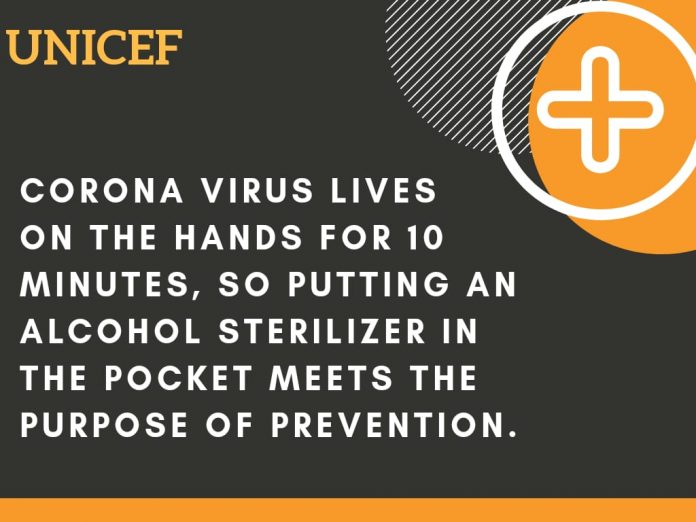 UNICEF
CORONA VIRUS LIVES
ON THE HANDS FOR 10
MINUTES, SO PUTTING AN
ALCOHOL STERILIZER IN
THE POCKET MEETS THE
PURPOSE OF PREVENTION.